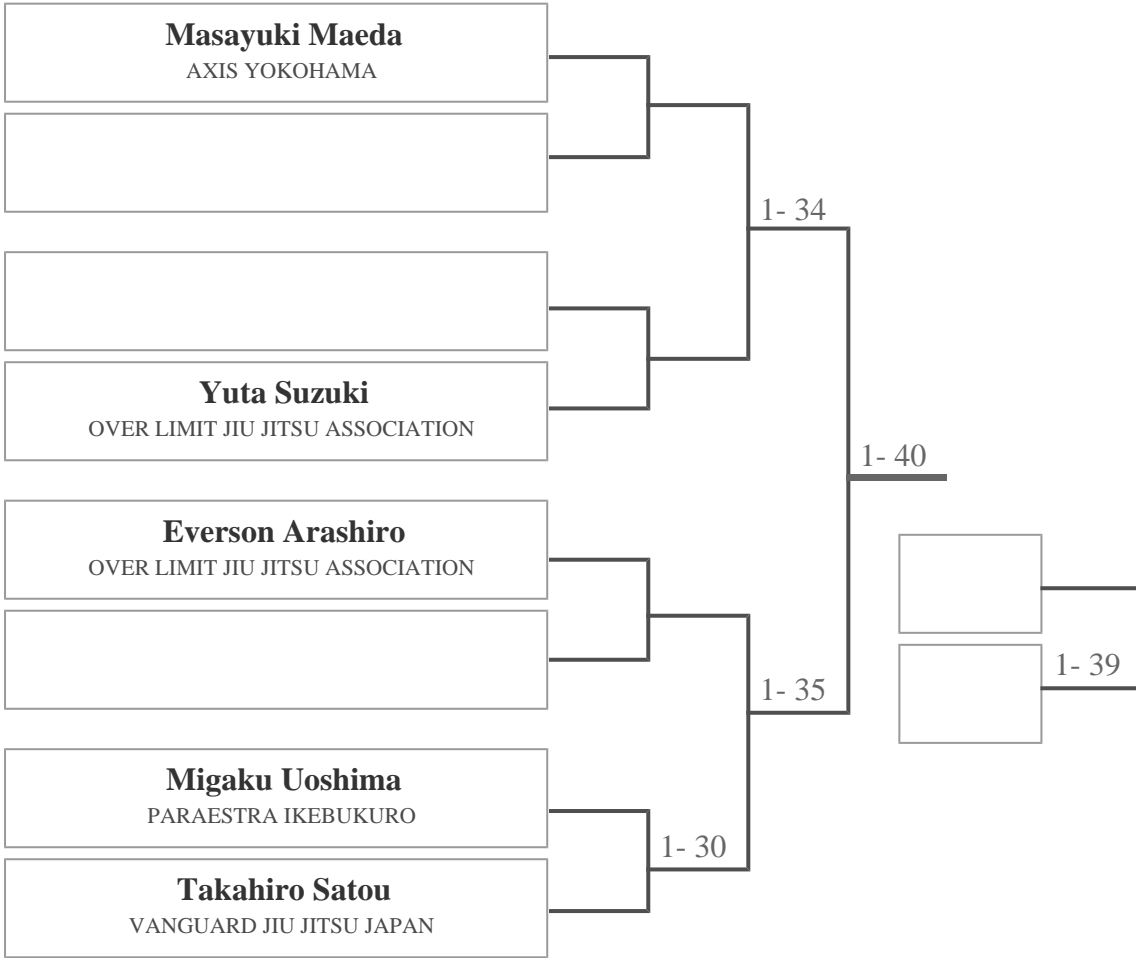 Masayuki Maeda
AXIS YOKOHAMA
1- 34
Yuta Suzuki
OVER LIMIT JIU JITSU ASSOCIATION
1- 40
Everson Arashiro
OVER LIMIT JIU JITSU ASSOCIATION
1- 39
1- 35
Migaku Uoshima
PARAESTRA IKEBUKURO
1- 30
Takahiro Satou
VANGUARD JIU JITSU JAPAN